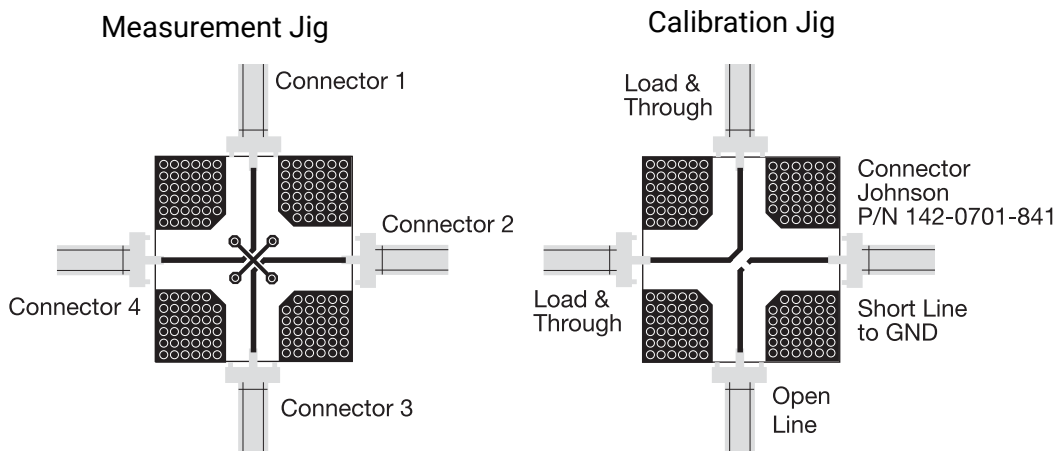 Measurement Jig
Connector 1
Connector 2
Connector 4
Connector 3
Calibration Jig
Load &
Through
Connector
Johnson
P/N 142-0701-841
Load &
Through
Short Line
to GND
Open
Line